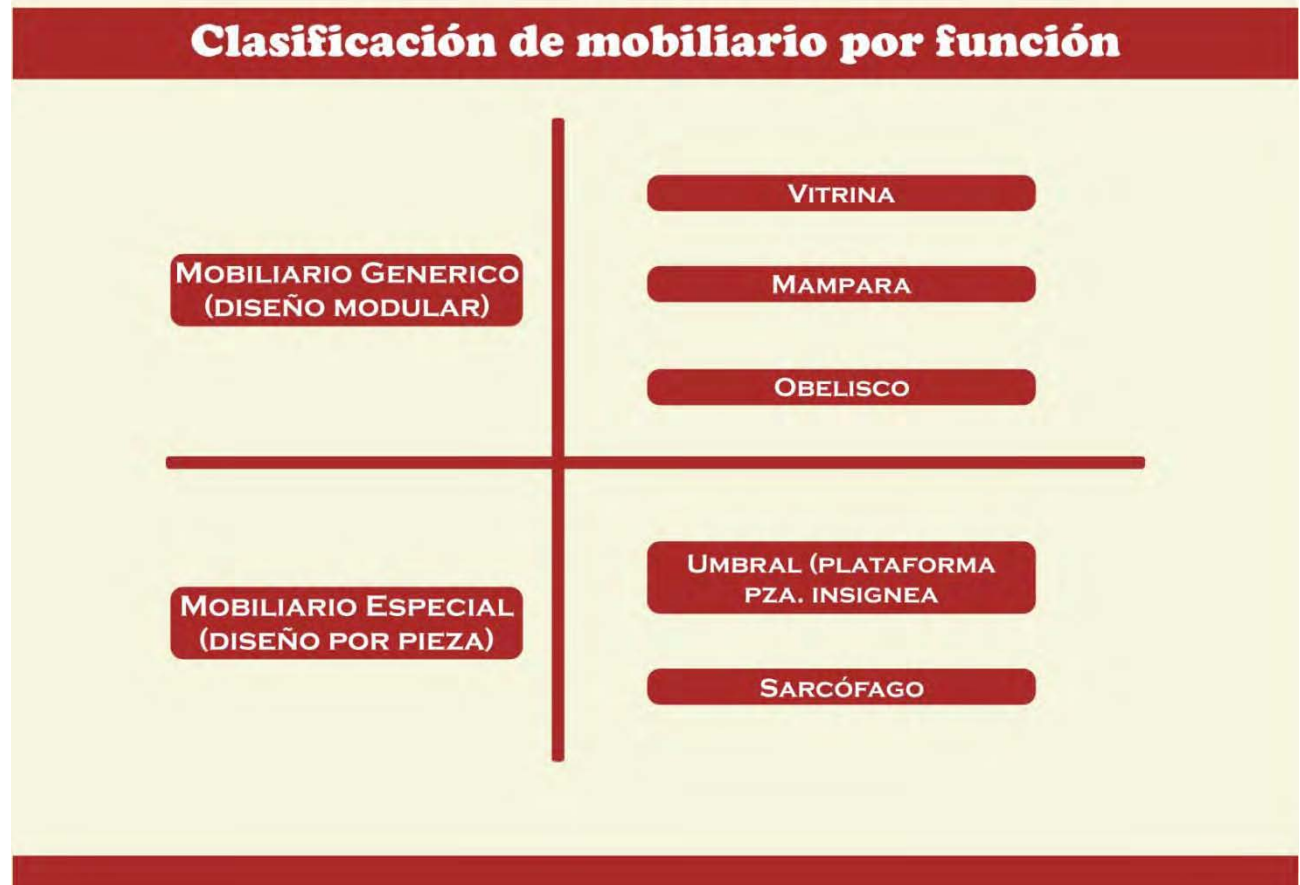 Clasificación de mobiliario por función
MOBILIARIO GENERICO
(DISEÑO MODULAR)
VITRINA
MAMPARA
OBELISCO
MOBILIARIO ESPECIAL
(DISEÑO POR PIEZA)
UMBRAL (PLATAFORMA
PZA. INSIGNEA
SARCÓFAGO